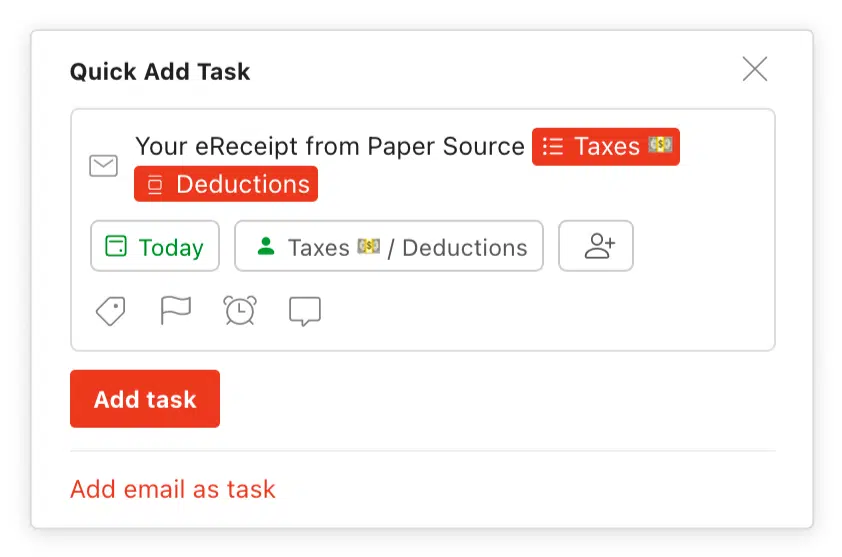 Quick Add Task
Your eReceipt from Paper Source Taxes 💵
Deductions
Today Taxes 💵 / Deductions
Add task
Add email as task